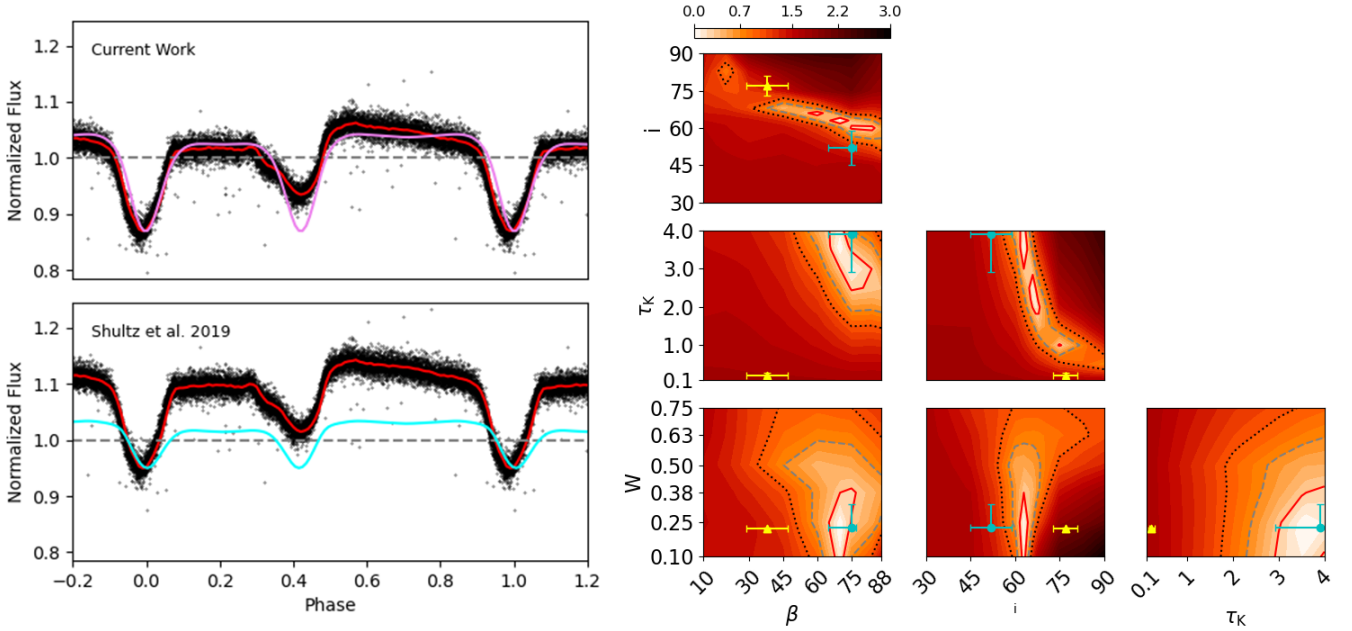 Current Work
Normalized Flux
1.2
1.1
1.0
0.9
0.8
Shultz et al. 2019
Normalized Flux
1.2
1.1
1.0
0.9
0.8
−0.2 0.0 0.2 0.4 0.6 0.8 1.0 1.2
Phase
0.0 0.7 1.5 2.2 3.0
i
90
75
60
45
30
τK
4.0
3.0
2.0
1.0
0.1
W
0.75
0.63
0.50
0.38
0.25
0.10
10 30 45 60 75 88
β
30 45 60 75 90
i
0.1 1 2 3 4
τK